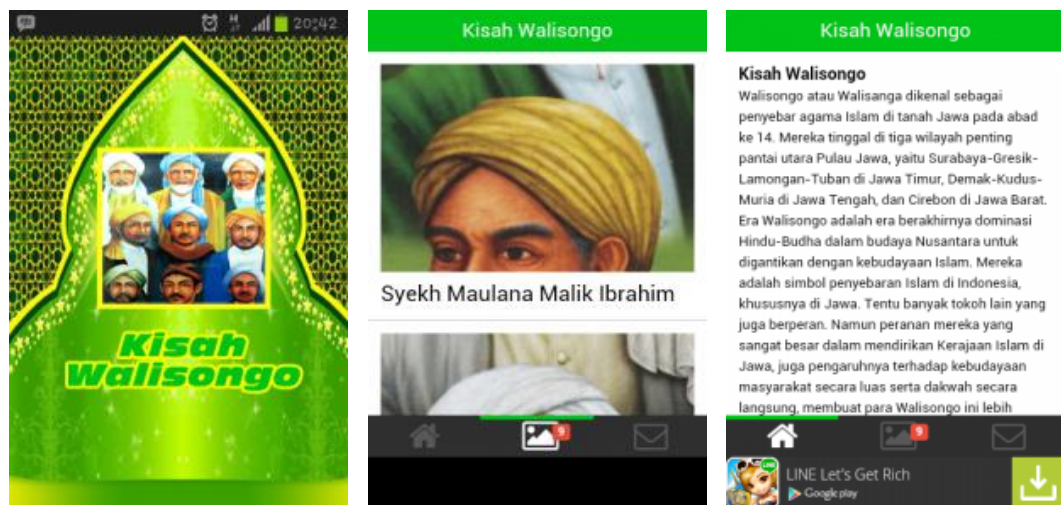 20:42
Kisah
Walisongo
Kisah Walisongo
Syekh Maulana Malik Ibrahim
9
Kisah Walisongo
Kisah Walisongo
Walisongo atau Walisanga dikenal sebagai
penyebar agama Islam di tanah Jawa pada abad
ke 14. Mereka tinggal di tiga wilayah penting
pantai utara Pulau Jawa, yaitu Surabaya-Gresik-
Lamongan-Tuban di Jawa Timur, Demak-Kudus-
Muria di Jawa Tengah, dan Cirebon di Jawa Barat.
Era Walisongo adalah era berakhirnya dominasi
Hindu-Budha dalam budaya Nusantara untuk
digantikan dengan kebudayaan Islam. Mereka
adalah simbol penyebaran Islam di Indonesia,
khususnya di Jawa. Tentu banyak tokoh lain yang
juga berperan. Namun peranan mereka yang
sangat besar dalam mendirikan Kerajaan Islam di
Jawa, juga pengaruhnya terhadap kebudayaan
masyarakat secara luas serta dakwah secara
langsung, membuat para Walisongo ini lebih
9
LINE
LINE Let's Get Rich
Google play